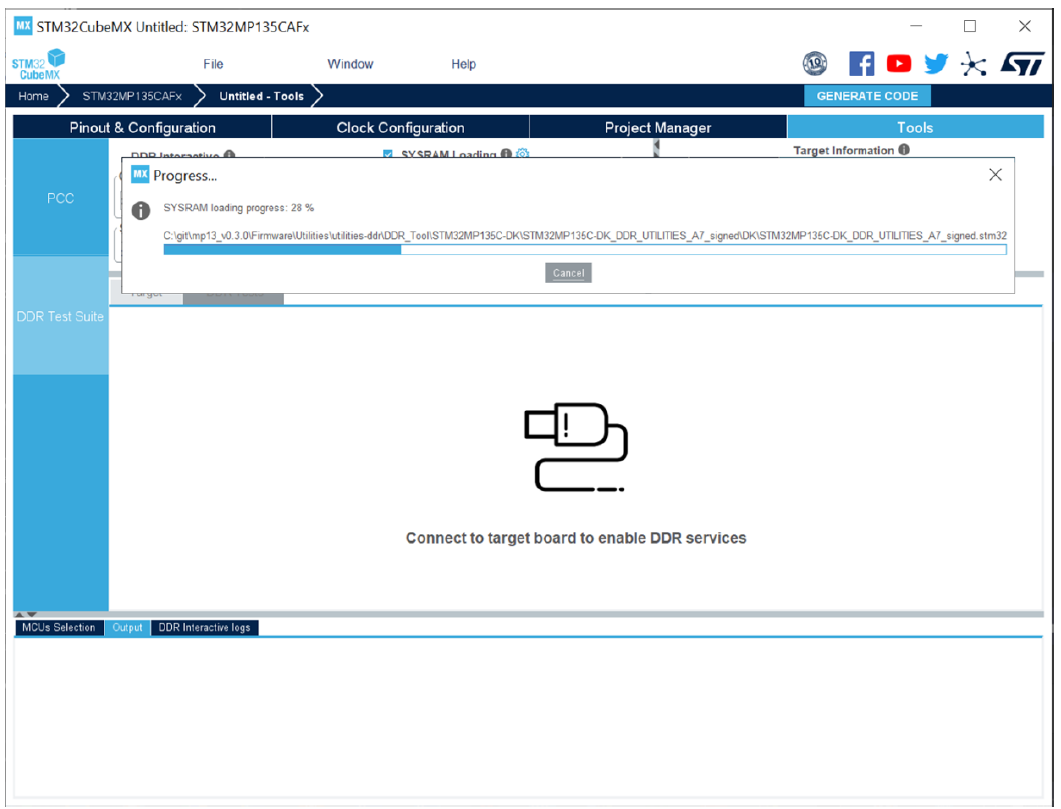 MX STM32CubeMX Untitled: STM32MP135CAFx
STM32 CubeMX
File Window Help
10
Home STM32MP135CAFx Untitled - Tools GENERATE CODE
Pinout & Configuration Clock Configuration Project Manager Tools
DDR Interactive SYSRAM Loading Target Information
MX Progress...
PCC
SYSRAM loading progress: 28 %
C:\git\mp13_v0.3.0\Firmware\Utilities\utilities-ddr\DDR_Tool\STM32MP135C-DK\STM32MP135C-DK_DDR_UTILITIES_A7_signed\DK\STM32MP135C-DK_DDR_UTILITIES_A7_signed.stm32
Cancel
Target
DDR Test Suite
Connect to target board to enable DDR services
MCUs Selection Output DDR Interactive logs